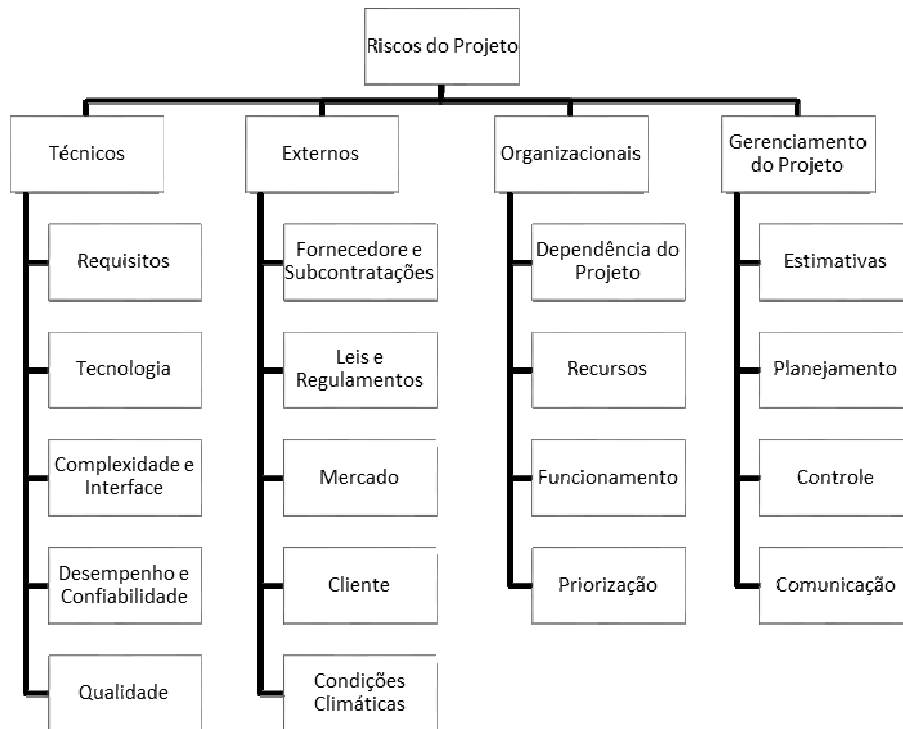 Riscos do Projeto
Técnicos
Externos
Organizacionais
Gerenciamento
do Projeto
Requisitos
Fornecedore e
Subcontratações
Dependência do
Projeto
Estimativas
Tecnologia
Leis e
Regulamentos
Recursos
Planejamento
Complexidade e
Interface
Mercado
Funcionamento
Controle
Desempenho e
Confiabilidade
Cliente
Priorização
Comunicação
Qualidade
Condições
Climáticas